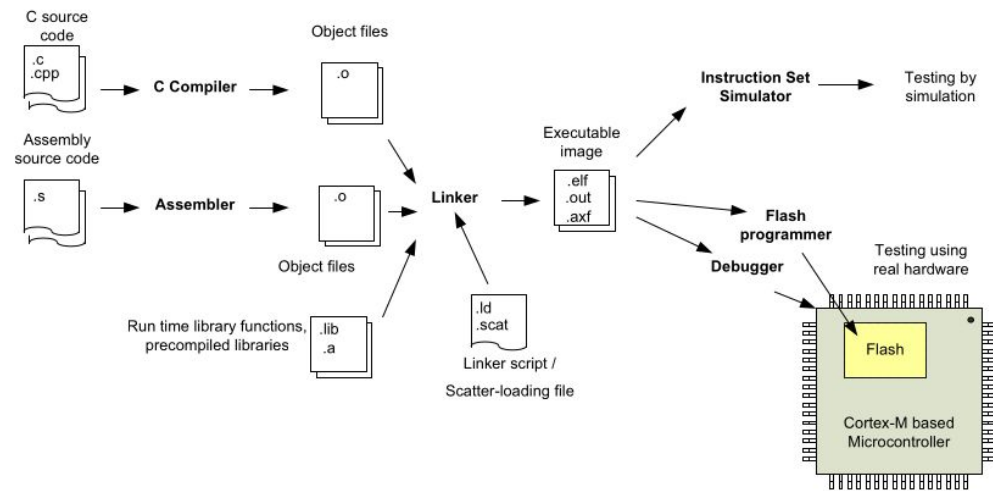 C source
code
.c
.cpp
C Compiler
Object files
.o
Assembly
source code
.s
Assembler
.o
Object files
Run time library functions,
precompiled libraries
.lib
.a
Linker
.ld
.scat
Linker script /
Scatter-loading file
Executable
image
.elf
.out
.axf
Instruction Set
Simulator
Testing by
simulation
Flash
programmer
Debugger
Testing using
real hardware
Flash
Cortex-M based
Microcontroller